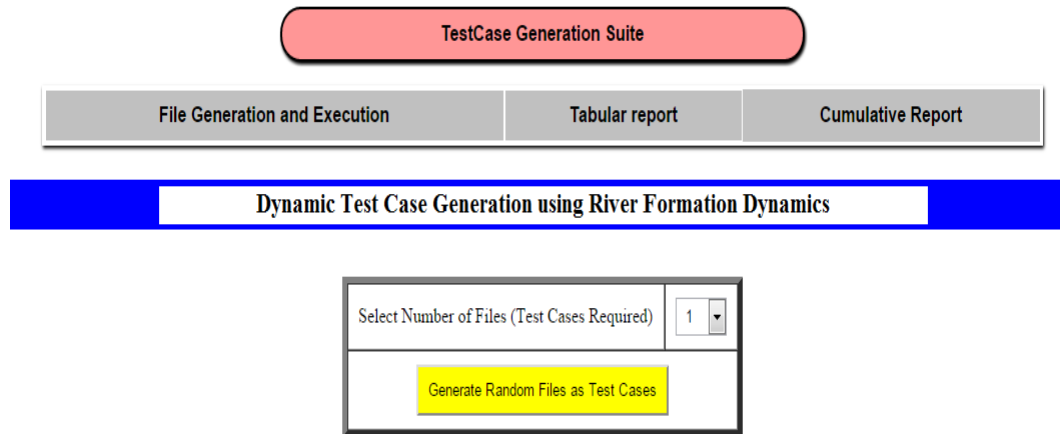 TestCase Generation Suite
File Generation and Execution
Tabular report
Cumulative Report
Dynamic Test Case Generation using River Formation Dynamics
Select Number of Files (Test Cases Required)
1
Generate Random Files as Test Cases